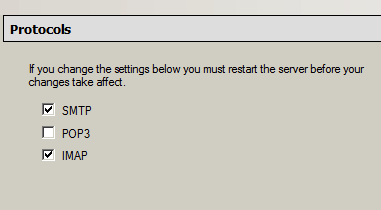 Protocols
If you change the settings below you must restart the server before your
changes take affect.
SMTP
POP3
IMAP